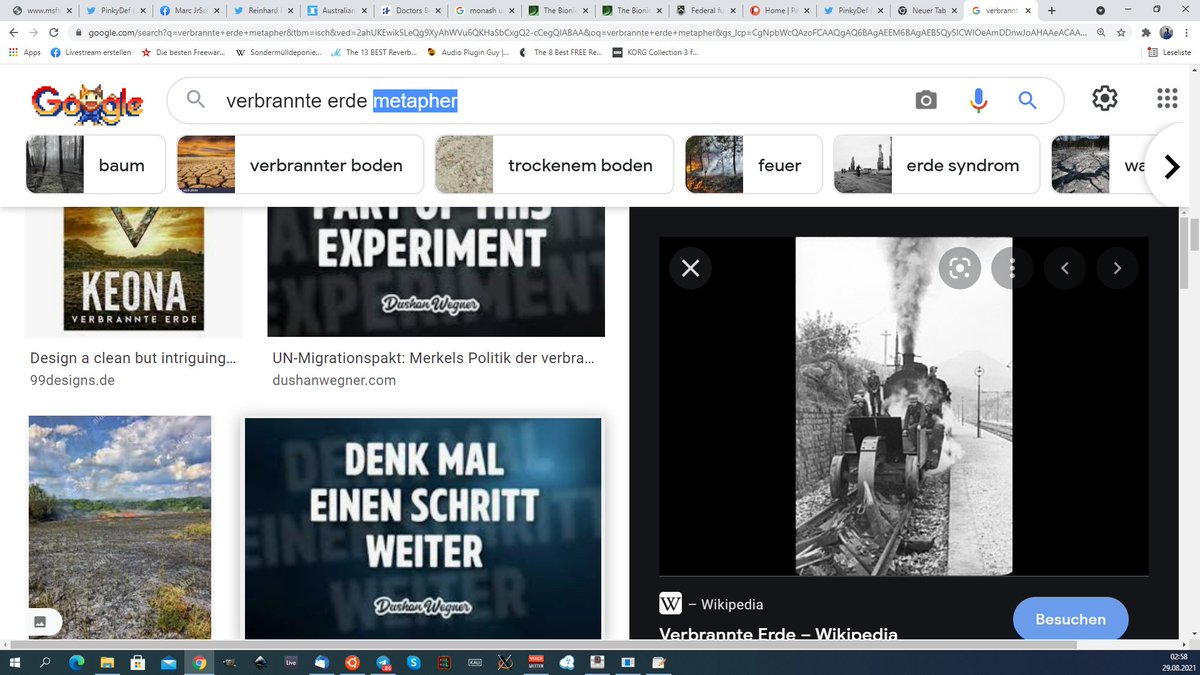 www.msft
PinkyDef
Marc JrSc
Reinhard
Australian
Doctors B
monash u
The Bionic
The Bionic
Federal fu
Home | Pa
PinkyDef
Neuer Tab
verbrannt
google.com/search?q=verbrannte+erde+metapher&tbm=isch&ved=2ahUKEwik5LeQg9XyAhWVu6QKHaSbCxgQ2-cCegQIABAA&oq=verbrannte+erde+metapher&gs_lcp=CgNpbWcQAzoFCAAQgAQ6BAgAEEM6BAgAEB5Qy5ICWIOeAmDDnwJoAHAAeACAA...
Apps
Livestream erstellen
Die besten Freewar...
Sondermülldeponie...
The 13 BEST Reverb...
Audio Plugin Guy |...
The 8 Best FREE Re...
KORG Collection 3 f...
Leseliste
Google
verbrannte erde metapher
baum
verbrannter boden
trockenem boden
feuer
erde syndrom
wa
KEONA
VERBRANNTE ERDE
PART OF THIS
EXPERIMENT
Dushan Wegner
Design a clean but intriguing...
99designs.de
UN-Migrationspakt: Merkels Politik der verbra...
dushanwegner.com
DENK MAL
EINEN SCHRITT
WEITER
Dushan Wegner
W – Wikipedia
Verbrannte Erde – Wikipedia
Besuchen
Live
02:58
29.08.2021